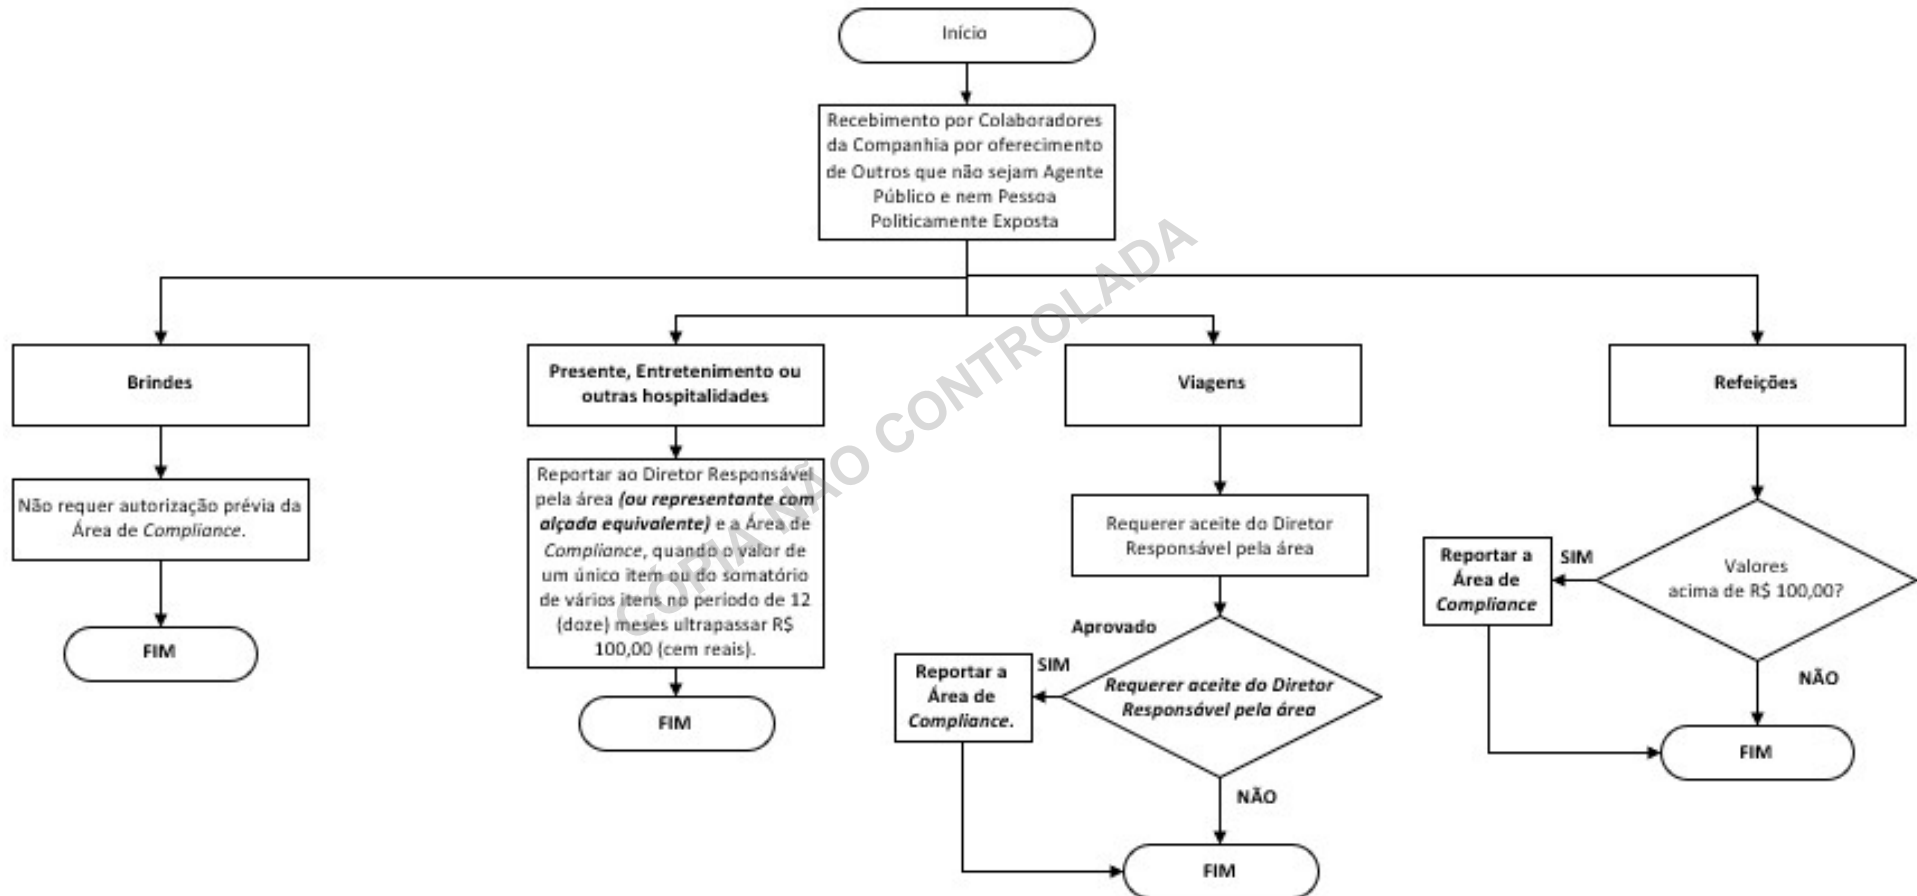 Início
Recebimento por Colaboradores
da Companhia por oferecimento
de Outros que não sejam Agente
Público e nem Pessoa
Politicamente Exposta
Brindes
Não requer autorização prévia da
Área de Compliance.
FIM
Presente, Entretenimento ou
outras hospitalidades
Reportar ao Diretor Responsável
pela área (ou representante com
alçada equivalente) e a Área de
Compliance, quando o valor de
um único item ou do somatório
de vários itens no período de 12
(doze) meses ultrapassar R$
100,00 (cem reais).
FIM
Viagens
Requerer aceite do Diretor
Responsável pela área
Aprovado
Requerer aceite do Diretor
Responsável pela área
SIM
Reportar a
Área de
Compliance.
NÃO
FIM
Refeições
Valores
acima de R$ 100,00?
SIM
Reportar a
Área de
Compliance
NÃO
FIM
CÓPIA NÃO CONTROLADA